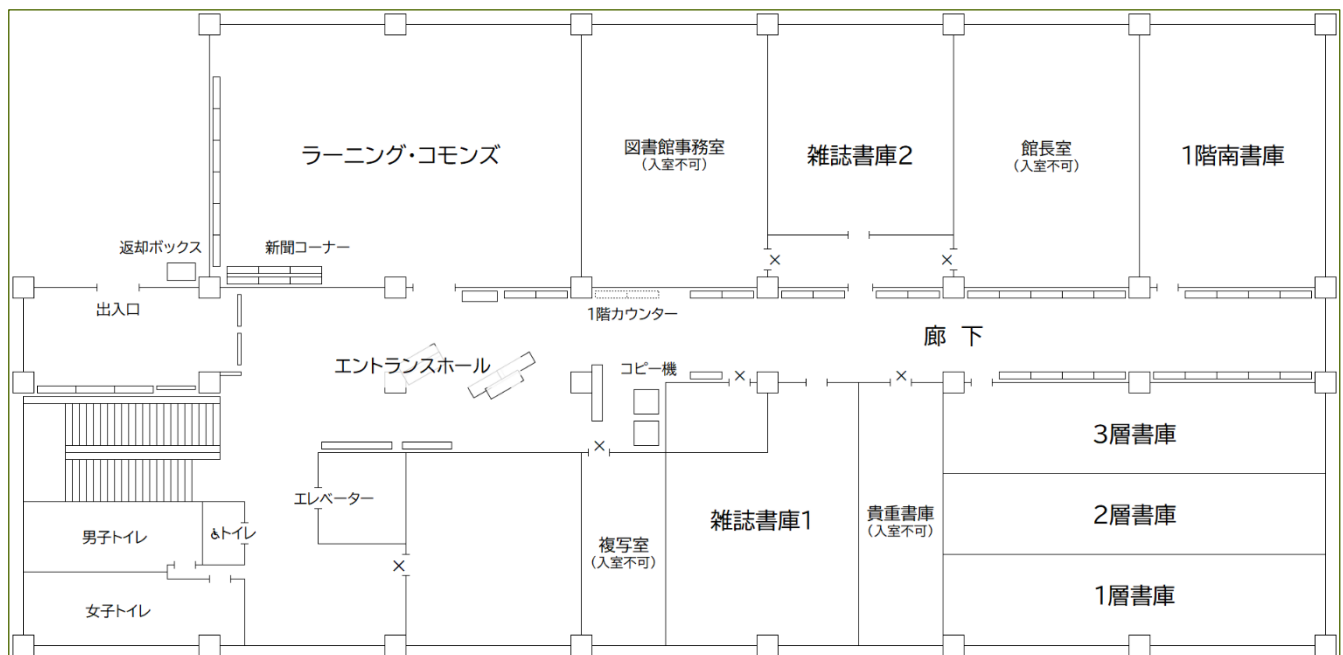 ラーニング・コモンズ
図書館事務室
(入室不可)
雑誌書庫2
館長室
(入室不可)
1階南書庫
返却ボックス
新聞コーナー
出入口
1階カウンター
廊 下
エントランスホール
コピー機
3層書庫
エレベーター
2層書庫
男子トイレ
♿トイレ
複写室
(入室不可)
雑誌書庫1
貴重書庫
(入室不可)
女子トイレ
1層書庫
×
×
×
×
×
×